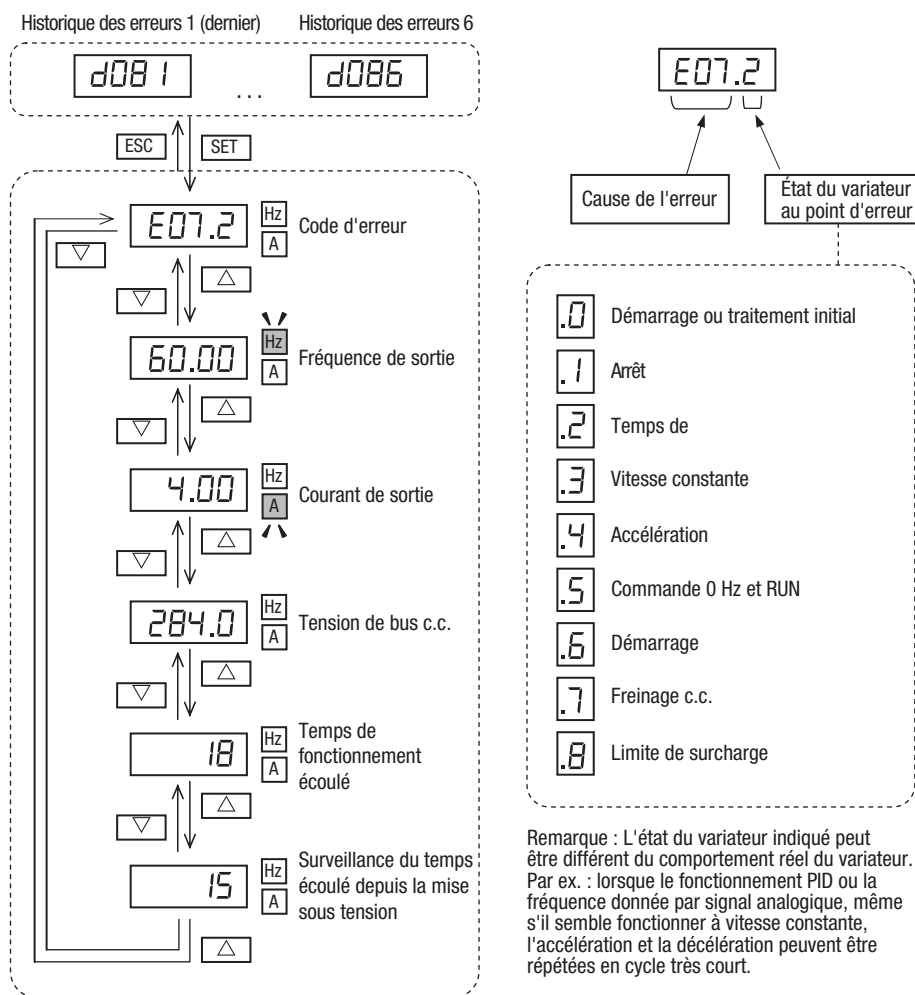 Historique des erreurs 1 (dernier)
Historique des erreurs 6
d081
...
d086
ESC
SET
E07.2
Hz
A
Code d'erreur
60.00
Hz
A
Fréquence de sortie
4.00
Hz
A
Courant de sortie
284.0
Hz
A
Tension de bus c.c.
18
Hz
A
Temps de
fonctionnement
écoulé
15
Hz
A
Surveillance du temps
écoulé depuis la mise
sous tension
E07.2
Cause de l'erreur
État du variateur
au point d'erreur
.0 Démarrage ou traitement initial
.1 Arrêt
.2 Temps de
.3 Vitesse constante
.4 Accélération
.5 Commande 0 Hz et RUN
.6 Démarrage
.7 Freinage c.c.
.8 Limite de surcharge
Remarque : L'état du variateur indiqué peut
être différent du comportement réel du variateur.
Par ex. : lorsque le fonctionnement PID ou la
fréquence donnée par signal analogique, même
s'il semble fonctionner à vitesse constante,
l'accélération et la décélération peuvent être
répétées en cycle très court.